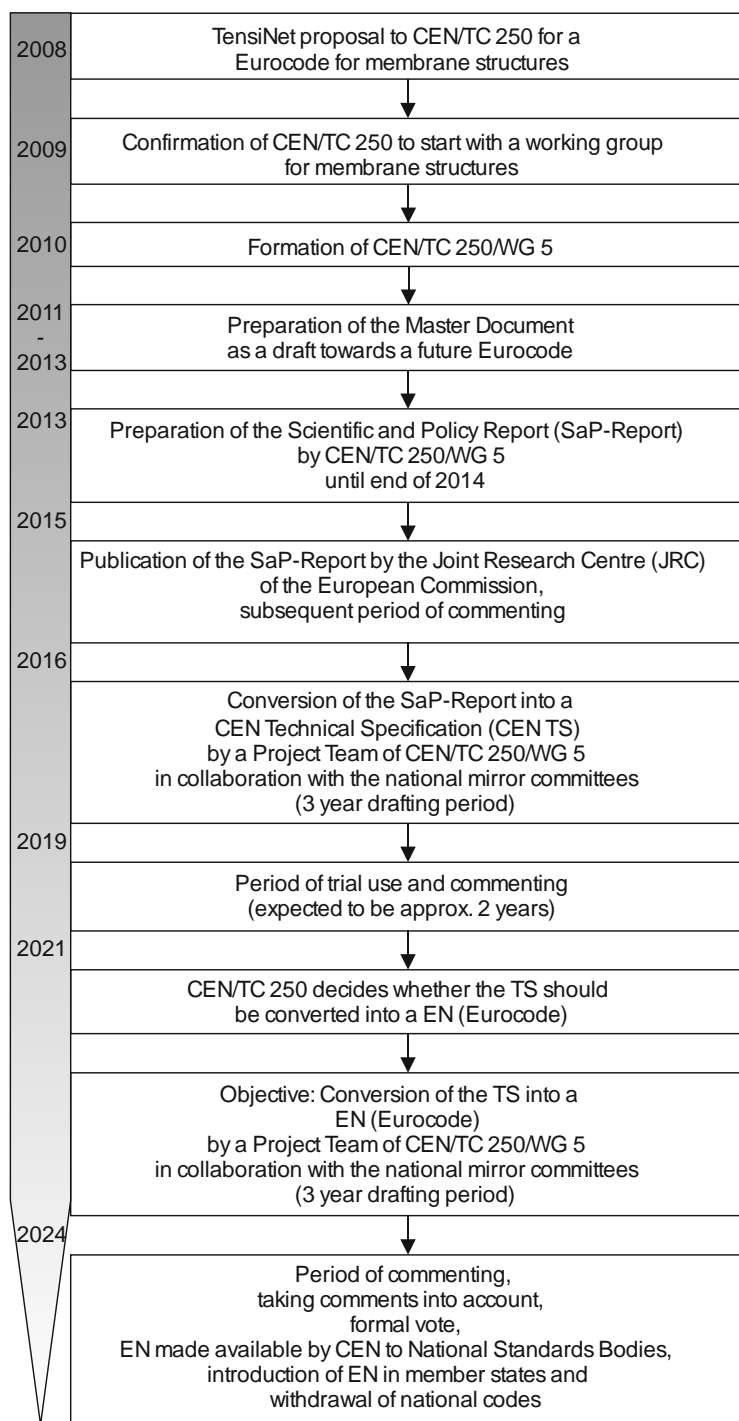 2008
TensiNet proposal to CEN/TC 250 for a
Eurocode for membrane structures
2009
Confirmation of CEN/TC 250 to start with a working group
for membrane structures
2010
Formation of CEN/TC 250/WG 5
2011
-
2013
Preparation of the Master Document
as a draft towards a future Eurocode
2013
Preparation of the Scientific and Policy Report (SaP-Report)
by CEN/TC 250/WG 5
until end of 2014
2015
Publication of the SaP-Report by the Joint Research Centre (JRC)
of the European Commission,
subsequent period of commenting
2016
Conversion of the SaP-Report into a
CEN Technical Specification (CEN TS)
by a Project Team of CEN/TC 250/WG 5
in collaboration with the national mirror committees
(3 year drafting period)
2019
Period of trial use and commenting
(expected to be approx. 2 years)
2021
CEN/TC 250 decides whether the TS should
be converted into a EN (Eurocode)
Objective: Conversion of the TS into a
EN (Eurocode)
by a Project Team of CEN/TC 250/WG 5
in collaboration with the national mirror committees
(3 year drafting period)
2024
Period of commenting,
taking comments into account,
formal vote,
EN made available by CEN to National Standards Bodies,
introduction of EN in member states and
withdrawal of national codes